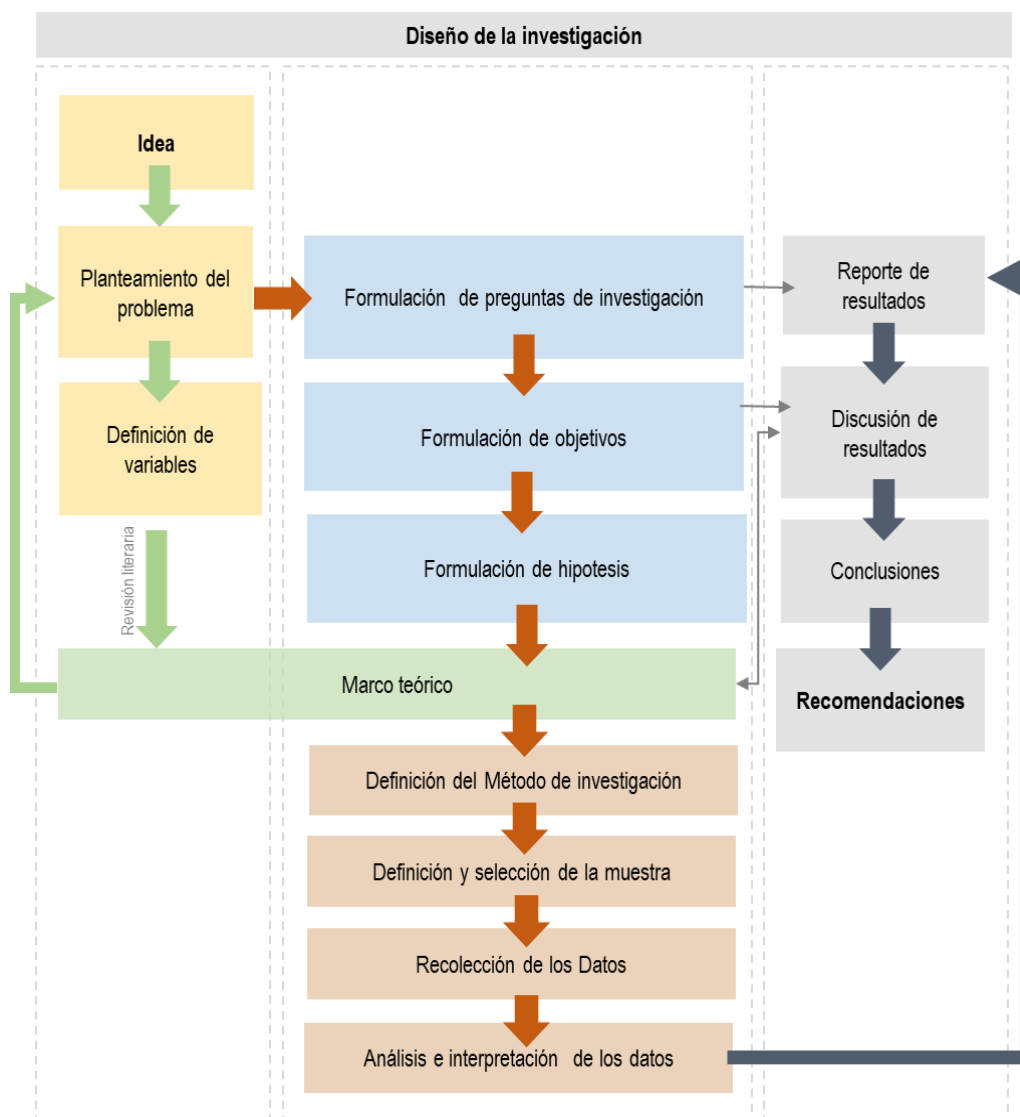 Diseño de la investigación
Idea
Planteamiento del
problema
Definición de
variables
Revisión literaria
Formulación de preguntas de investigación
Formulación de objetivos
Formulación de hipotesis
Marco teórico
Definición del Método de investigación
Definición y selección de la muestra
Recolección de los Datos
Análisis e interpretación de los datos
Reporte de
resultados
Discusión de
resultados
Conclusiones
Recomendaciones